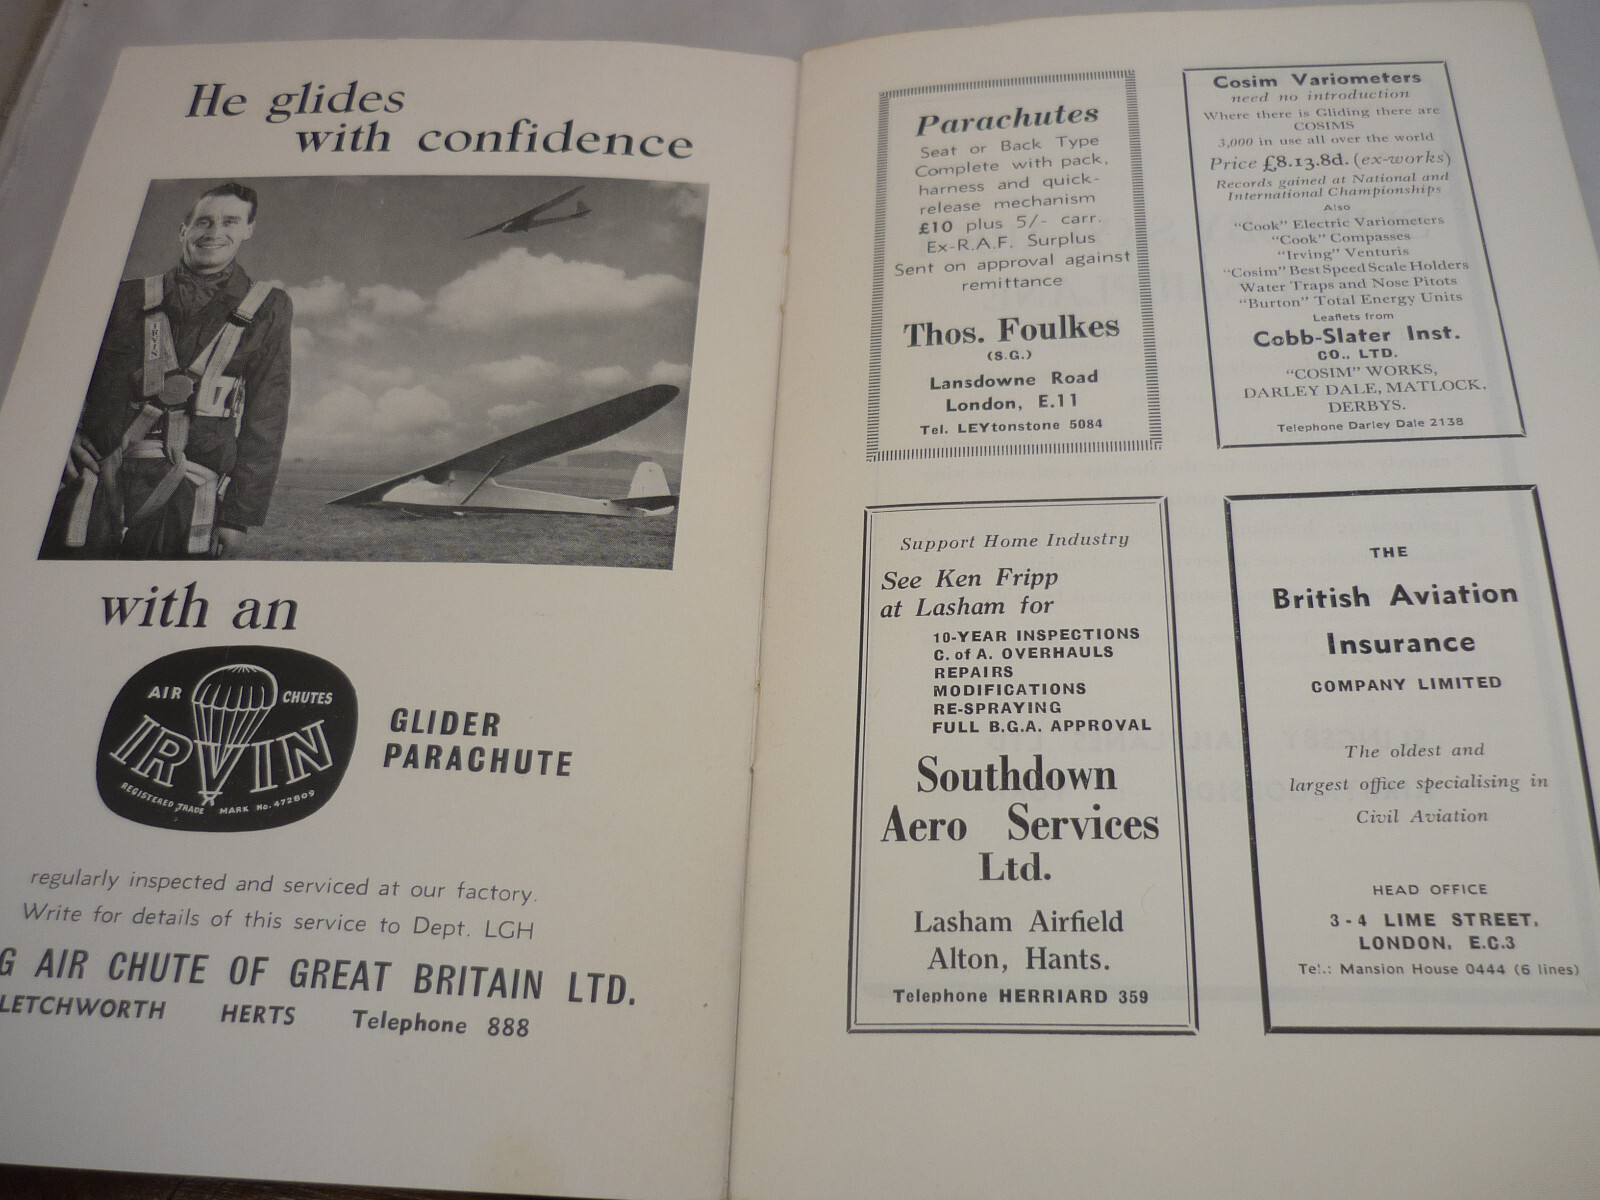 He glides
with confidence
IRVIN
with an
AIR CHUTES
IRVIN
REGISTERED TRADE MARK No. 472809
GLIDER
PARACHUTE
regularly inspected and serviced at our factory.
Write for details of this service to Dept. LGH
G AIR CHUTE OF GREAT BRITAIN LTD.
LETCHWORTH HERTS Telephone 888
Parachutes
Seat or Back Type
Complete with pack,
harness and quick-
release mechanism
£10 plus 5/- carr.
Ex-R.A.F. Surplus
Sent on approval against
remittance
Thos. Foulkes
(S.G.)
Lansdowne Road
London, E.11
Tel. LEYtonstone 5084
Cosim Variometers
need no introduction
Where there is Gliding there are
COSIMS
3,000 in use all over the world
Price £8.13.8d. (ex-works)
Records gained at National and
International Championships
Also
"Cook" Electric Variometers
"Cook" Compasses
"Irving" Venturis
"Cosim" Best Speed Scale Holders
Water Traps and Nose Pitots
"Burton" Total Energy Units
Leaflets from
Cobb-Slater Inst.
CO., LTD.
"COSIM" WORKS,
DARLEY DALE, MATLOCK,
DERBYS.
Telephone Darley Dale 2138
Support Home Industry
See Ken Fripp
at Lasham for
10-YEAR INSPECTIONS
C. of A. OVERHAULS
REPAIRS
MODIFICATIONS
RE-SPRAYING
FULL B.G.A. APPROVAL
Southdown
Aero Services
Ltd.
Lasham Airfield
Alton, Hants.
Telephone HERRIARD 359
THE
British Aviation
Insurance
COMPANY LIMITED
The oldest and
largest office specialising in
Civil Aviation
HEAD OFFICE
3-4 LIME STREET,
LONDON, E.C.3
Tel.: Mansion House 0444 (6 lines)